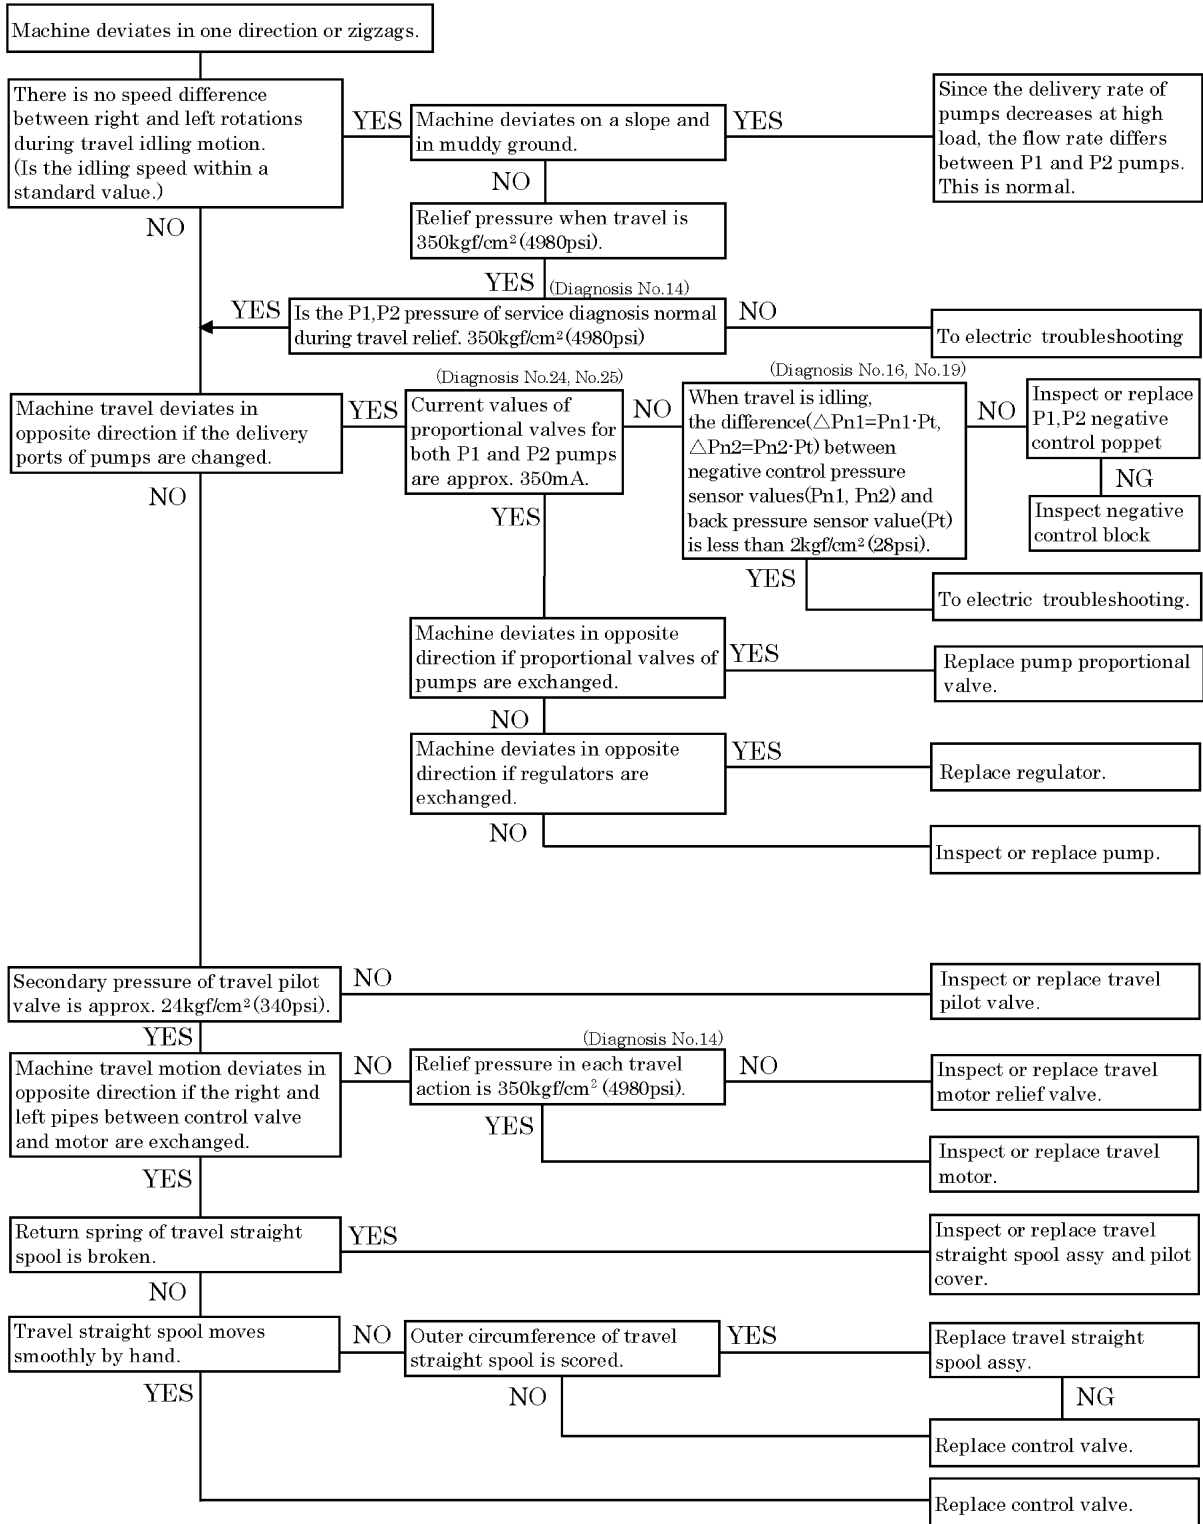 Machine deviates in one direction or zigzags.
There is no speed difference
between right and left rotations
during travel idling motion.
(Is the idling speed within a
standard value.)
YES
Machine deviates on a slope and
in muddy ground.
YES
Since the delivery rate of
pumps decreases at high
load, the flow rate differs
between P1 and P2 pumps.
This is normal.
NO
NO
Relief pressure when travel is
350kgf/cm²(4980psi).
YES
(Diagnosis No.14)
YES
Is the P1,P2 pressure of service diagnosis normal
during travel relief. 350kgf/cm²(4980psi)
NO
To electric troubleshooting
Machine travel deviates in
opposite direction if the delivery
ports of pumps are changed.
YES
(Diagnosis No.24, No.25)
Current values of
proportional valves for
both P1 and P2 pumps
are approx. 350mA.
NO
(Diagnosis No.16, No.19)
When travel is idling,
the difference(△Pn1=Pn1-Pt,
△Pn2=Pn2-Pt) between
negative control pressure
sensor values(Pn1, Pn2) and
back pressure sensor value(Pt)
is less than 2kgf/cm²(28psi).
NO
Inspect or replace
P1,P2 negative
control poppet
NG
Inspect negative
control block
NO
YES
YES
To electric troubleshooting.
Machine deviates in opposite
direction if proportional valves of
pumps are exchanged.
YES
Replace pump proportional
valve.
NO
Machine deviates in opposite
direction if regulators are
exchanged.
YES
Replace regulator.
NO
Inspect or replace pump.
Secondary pressure of travel pilot
valve is approx. 24kgf/cm²(340psi).
NO
Inspect or replace travel
pilot valve.
YES
Machine travel motion deviates in
opposite direction if the right and
left pipes between control valve
and motor are exchanged.
NO
(Diagnosis No.14)
Relief pressure in each travel
action is 350kgf/cm² (4980psi).
NO
Inspect or replace travel
motor relief valve.
YES
Inspect or replace travel
motor.
YES
Return spring of travel straight
spool is broken.
YES
Inspect or replace travel
straight spool assy and pilot
cover.
NO
Travel straight spool moves
smoothly by hand.
NO
Outer circumference of travel
straight spool is scored.
YES
Replace travel straight
spool assy.
YES
NO
NG
Replace control valve.
Replace control valve.